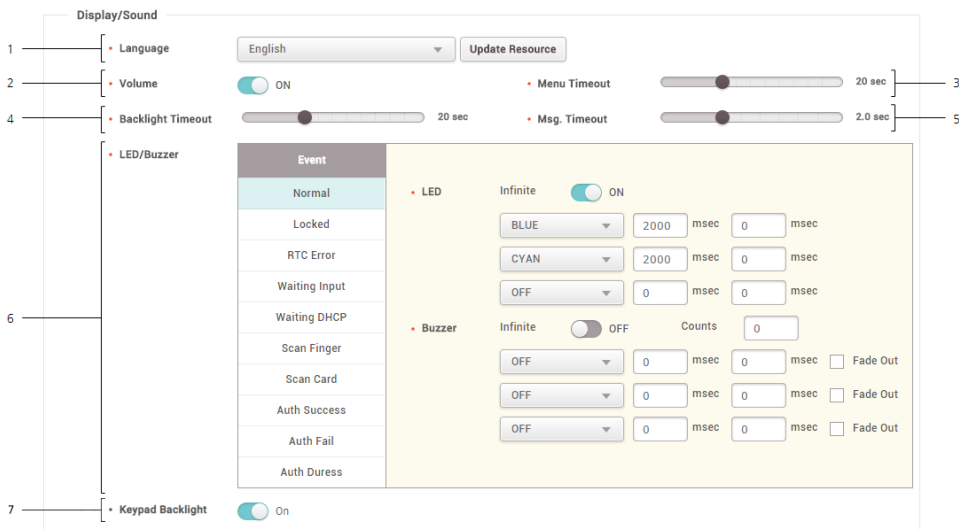 Display/Sound
1 • Language English Update Resource
2 • Volume ON • Menu Timeout 20 sec 3
4 • Backlight Timeout 20 sec • Msg. Timeout 2.0 sec 5
6 • LED/Buzzer Event
Normal • LED Infinite ON
Locked BLUE 2000 msec 0 msec
RTC Error CYAN 2000 msec 0 msec
Waiting Input OFF 0 msec 0 msec
Waiting DHCP • Buzzer Infinite OFF Counts 0
Scan Finger OFF 0 msec 0 msec Fade Out
Scan Card OFF 0 msec 0 msec Fade Out
Auth Success OFF 0 msec 0 msec Fade Out
Auth Fail
Auth Duress
7 • Keypad Backlight On